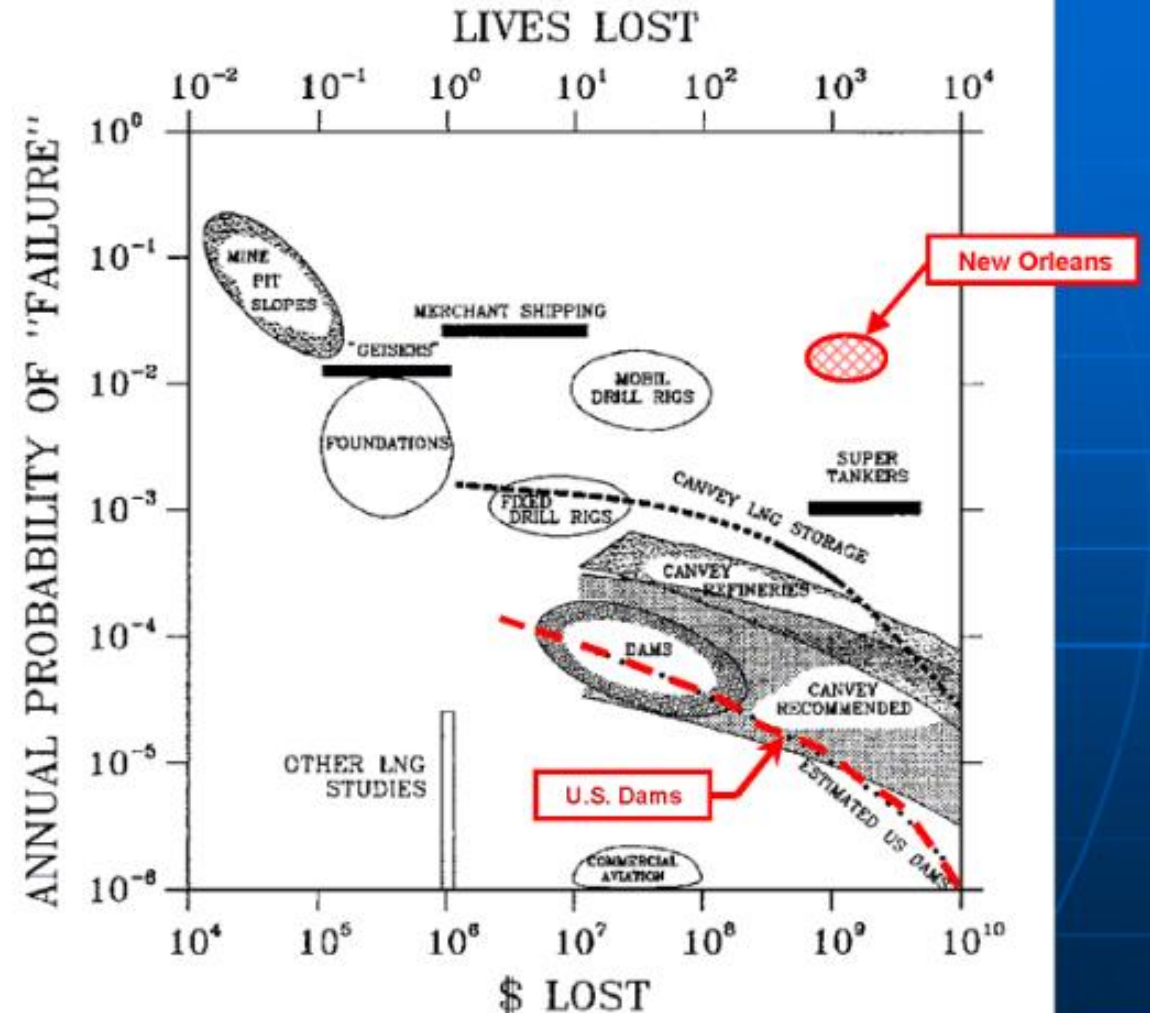 LIVES LOST
10⁻² 10⁻¹ 10⁰ 10¹ 10² 10³ 10⁴
ANNUAL PROBABILITY OF "FAILURE"
10⁰
10⁻¹
10⁻²
10⁻³
10⁻⁴
10⁻⁵
10⁻⁶
MINE
PIT
SLOPES
New Orleans
MERCHANT SHIPPING
"GEISERS"
MOBIL
DRILL RIGS
FOUNDATIONS
SUPER
TANKERS
CANVEY LNG STORAGE
FIXED
DRILL RIGS
CANVEY
REFINERIES
DAMS
CANVEY
RECOMMENDED
OTHER LNG
STUDIES
U.S. Dams
ESTIMATED US DAMS
COMMERCIAL
AVIATION
10⁴ 10⁵ 10⁶ 10⁷ 10⁸ 10⁹ 10¹⁰
$ LOST